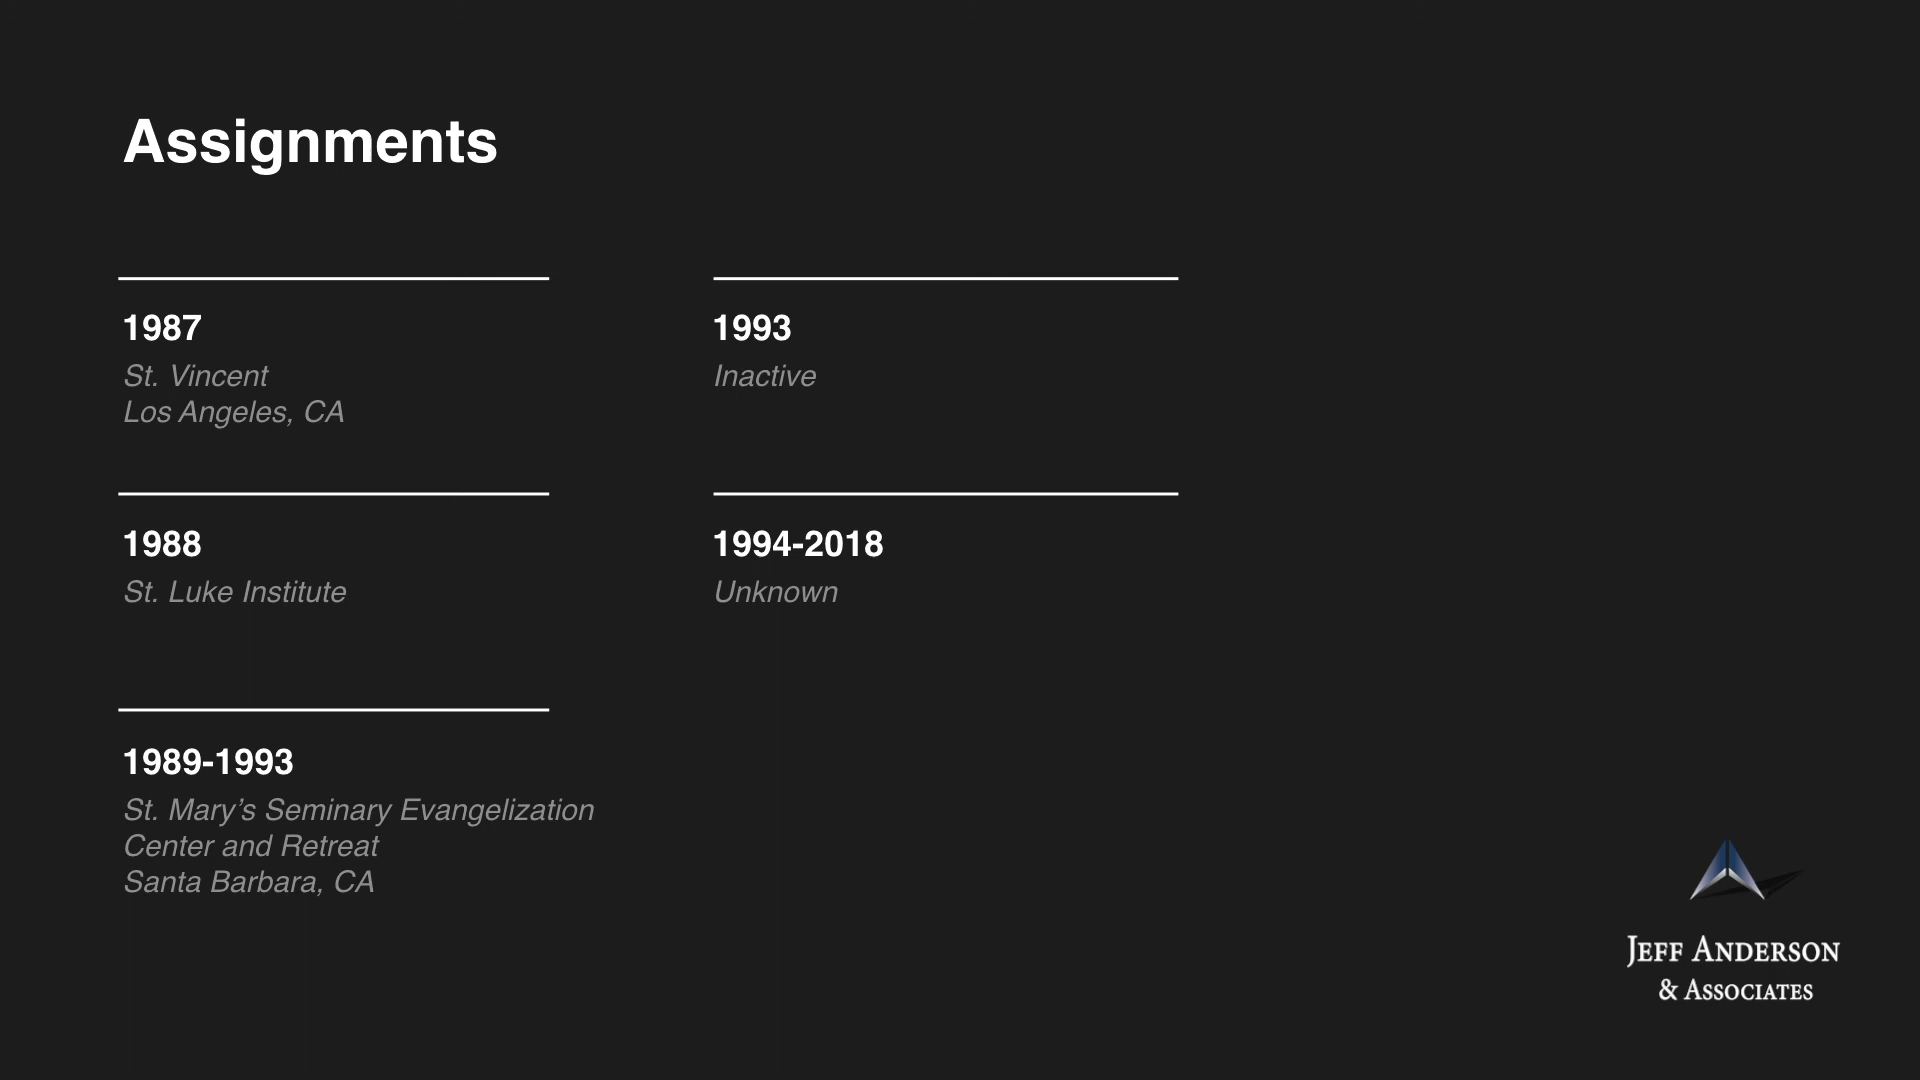 Assignments
1987
St. Vincent
Los Angeles, CA
1988
St. Luke Institute
1989-1993
St. Mary’s Seminary Evangelization
Center and Retreat
Santa Barbara, CA
1993
Inactive
1994-2018
Unknown
Jeff Anderson
& Associates